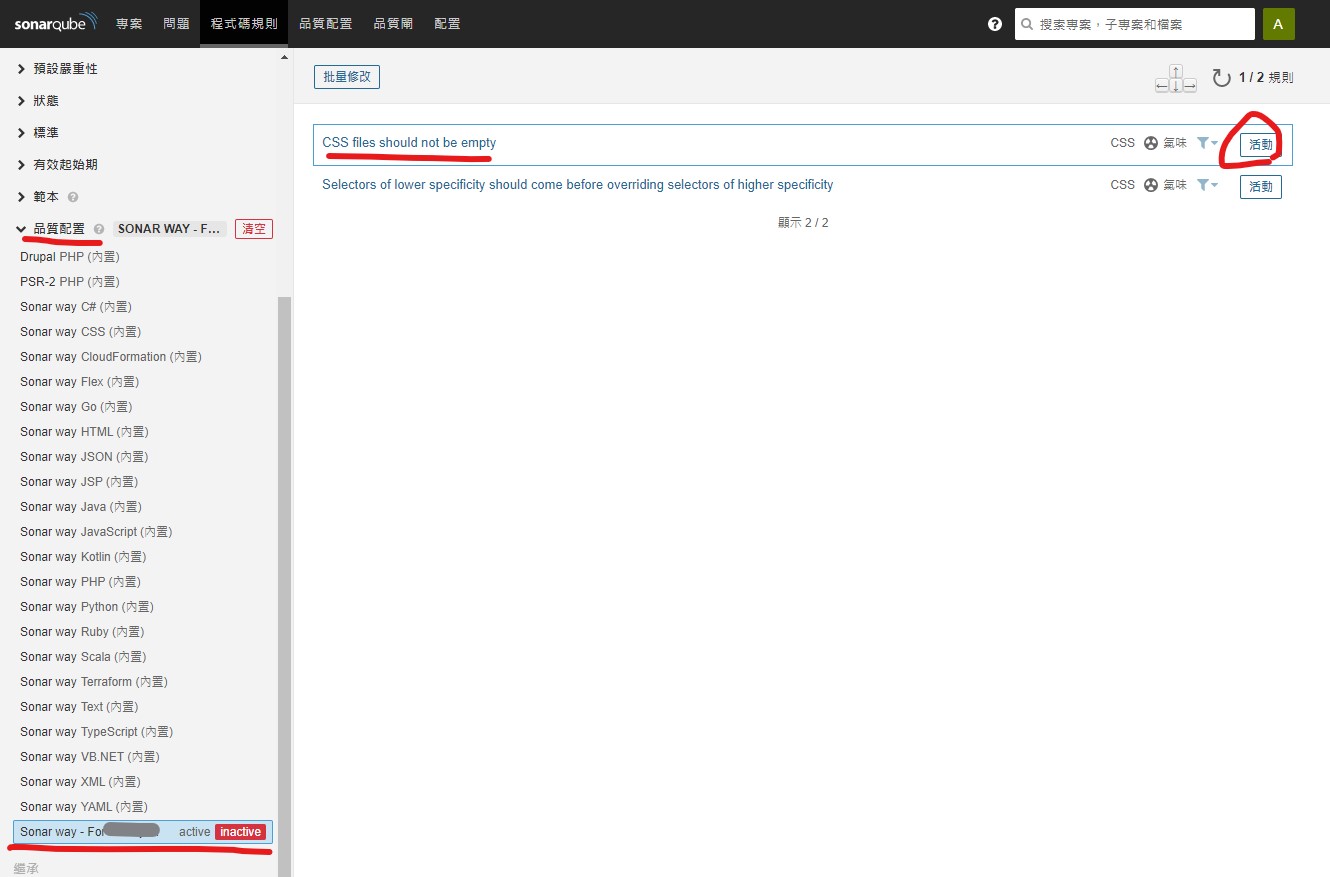 sonarqube 專案 問題 程式碼規則 品質配置 品質閘 配置 ? 搜索專案，子專案和檔案 A
預設嚴重性
狀態
標準
有效起始期
範本 ?
品質配置 ? SONAR WAY - F... 清空
Drupal PHP (內置)
PSR-2 PHP (內置)
Sonar way C# (內置)
Sonar way CSS (內置)
Sonar way CloudFormation (內置)
Sonar way Flex (內置)
Sonar way Go (內置)
Sonar way HTML (內置)
Sonar way JSON (內置)
Sonar way JSP (內置)
Sonar way Java (內置)
Sonar way JavaScript (內置)
Sonar way Kotlin (內置)
Sonar way PHP (內置)
Sonar way Python (內置)
Sonar way Ruby (內置)
Sonar way Scala (內置)
Sonar way Terraform (內置)
Sonar way Text (內置)
Sonar way TypeScript (內置)
Sonar way VB.NET (內置)
Sonar way XML (內置)
Sonar way YAML (內置)
Sonar way - For active inactive
繼承
批量修改 1 / 2 規則
CSS files should not be empty CSS 氣味 活動
Selectors of lower specificity should come before overriding selectors of higher specificity CSS 氣味 活動
顯示 2 / 2